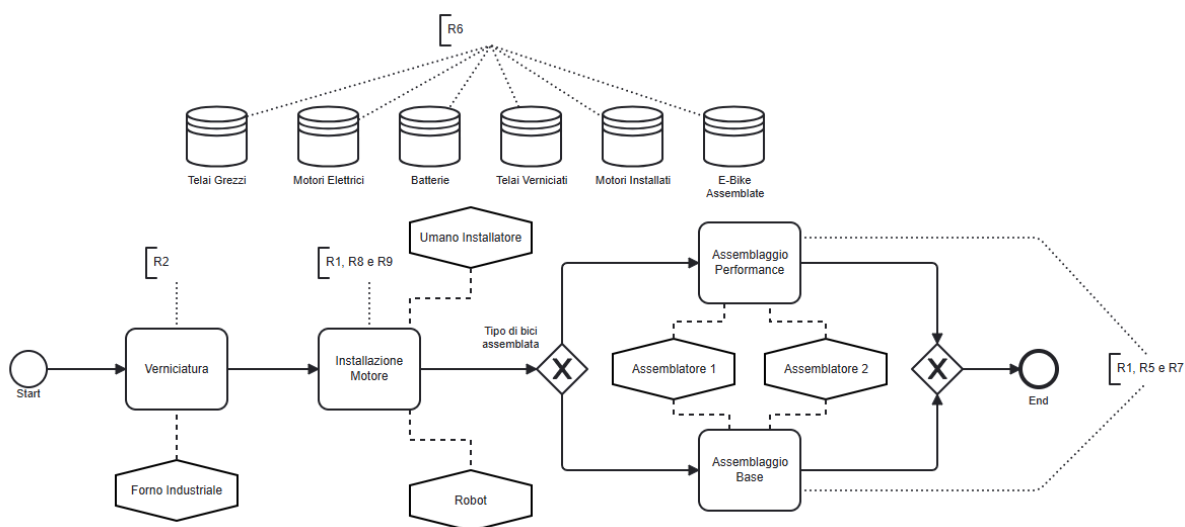 R6
Telai Grezzi
Motori Elettrici
Batterie
Telai Verniciati
Motori Installati
E-Bike
Assemblate
Umano Installatore
R2
R1, R8 e R9
Assemblaggio
Performance
Tipo di bici
assemblata
Start
Verniciatura
Installazione
Motore
X
Assemblatore 1
Assemblatore 2
X
End
R1, R5 e R7
Forno Industriale
Robot
Assemblaggio
Base